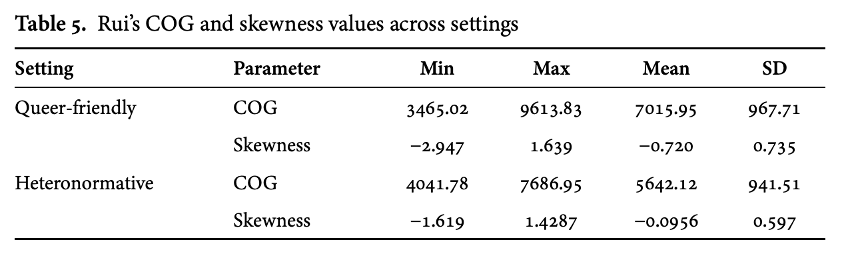 Table 5. Rui’s COG and skewness values across settings
Setting Parameter Min Max Mean SD
Queer-friendly COG 3465.02 9613.83 7015.95 967.71
Skewness −2.947 1.639 −0.720 0.735
Heteronormative COG 4041.78 7686.95 5642.12 941.51
Skewness −1.619 1.4287 −0.0956 0.597